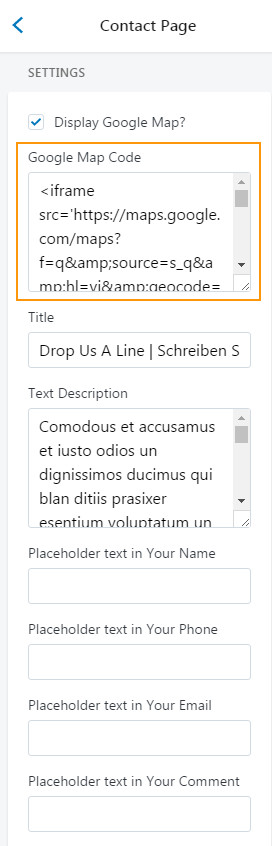 Contact Page
SETTINGS
Display Google Map?
Google Map Code
<iframe
src='https://maps.google.
com/maps?
f=q&amp;source=s_q&a
mp;hl=vi&amp;geocode=
Title
Drop Us A Line | Schreiben S
Text Description
Comodous et accusamus
et iusto odios un
dignissimos ducimus qui
blan ditiis prasixer
esentium voluptatum un
Placeholder text in Your Name
Placeholder text in Your Phone
Placeholder text in Your Email
Placeholder text in Your Comment